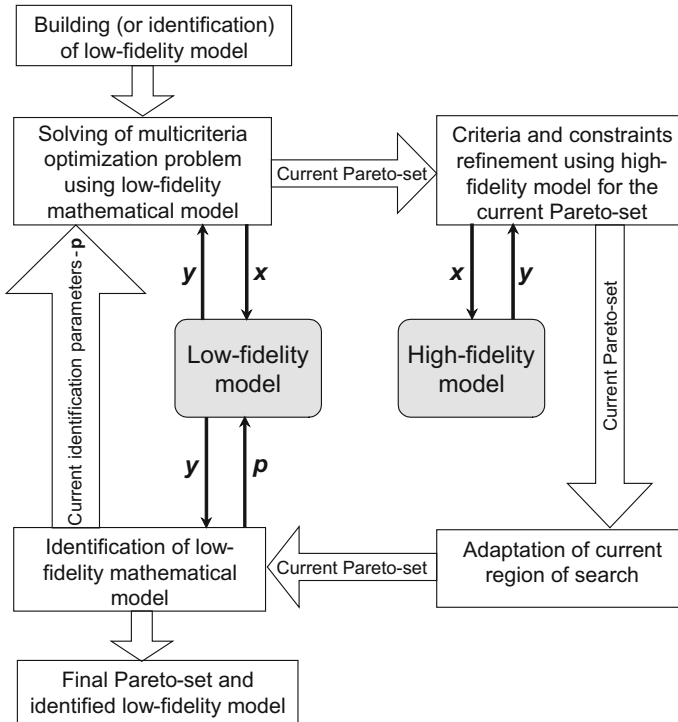 Building (or identification)
of low-fidelity model
Solving of multicriteria
optimization problem
using low-fidelity
mathematical model
Current Pareto-set
Criteria and constraints
refinement using high-
fidelity model for the
current Pareto-set
y
x
x
y
Low-fidelity
model
High-fidelity
model
Current identification parameters - p
Current Pareto-set
y
p
Identification of low-
fidelity mathematical
model
Current Pareto-set
Adaptation of current
region of search
Final Pareto-set and
identified low-fidelity model